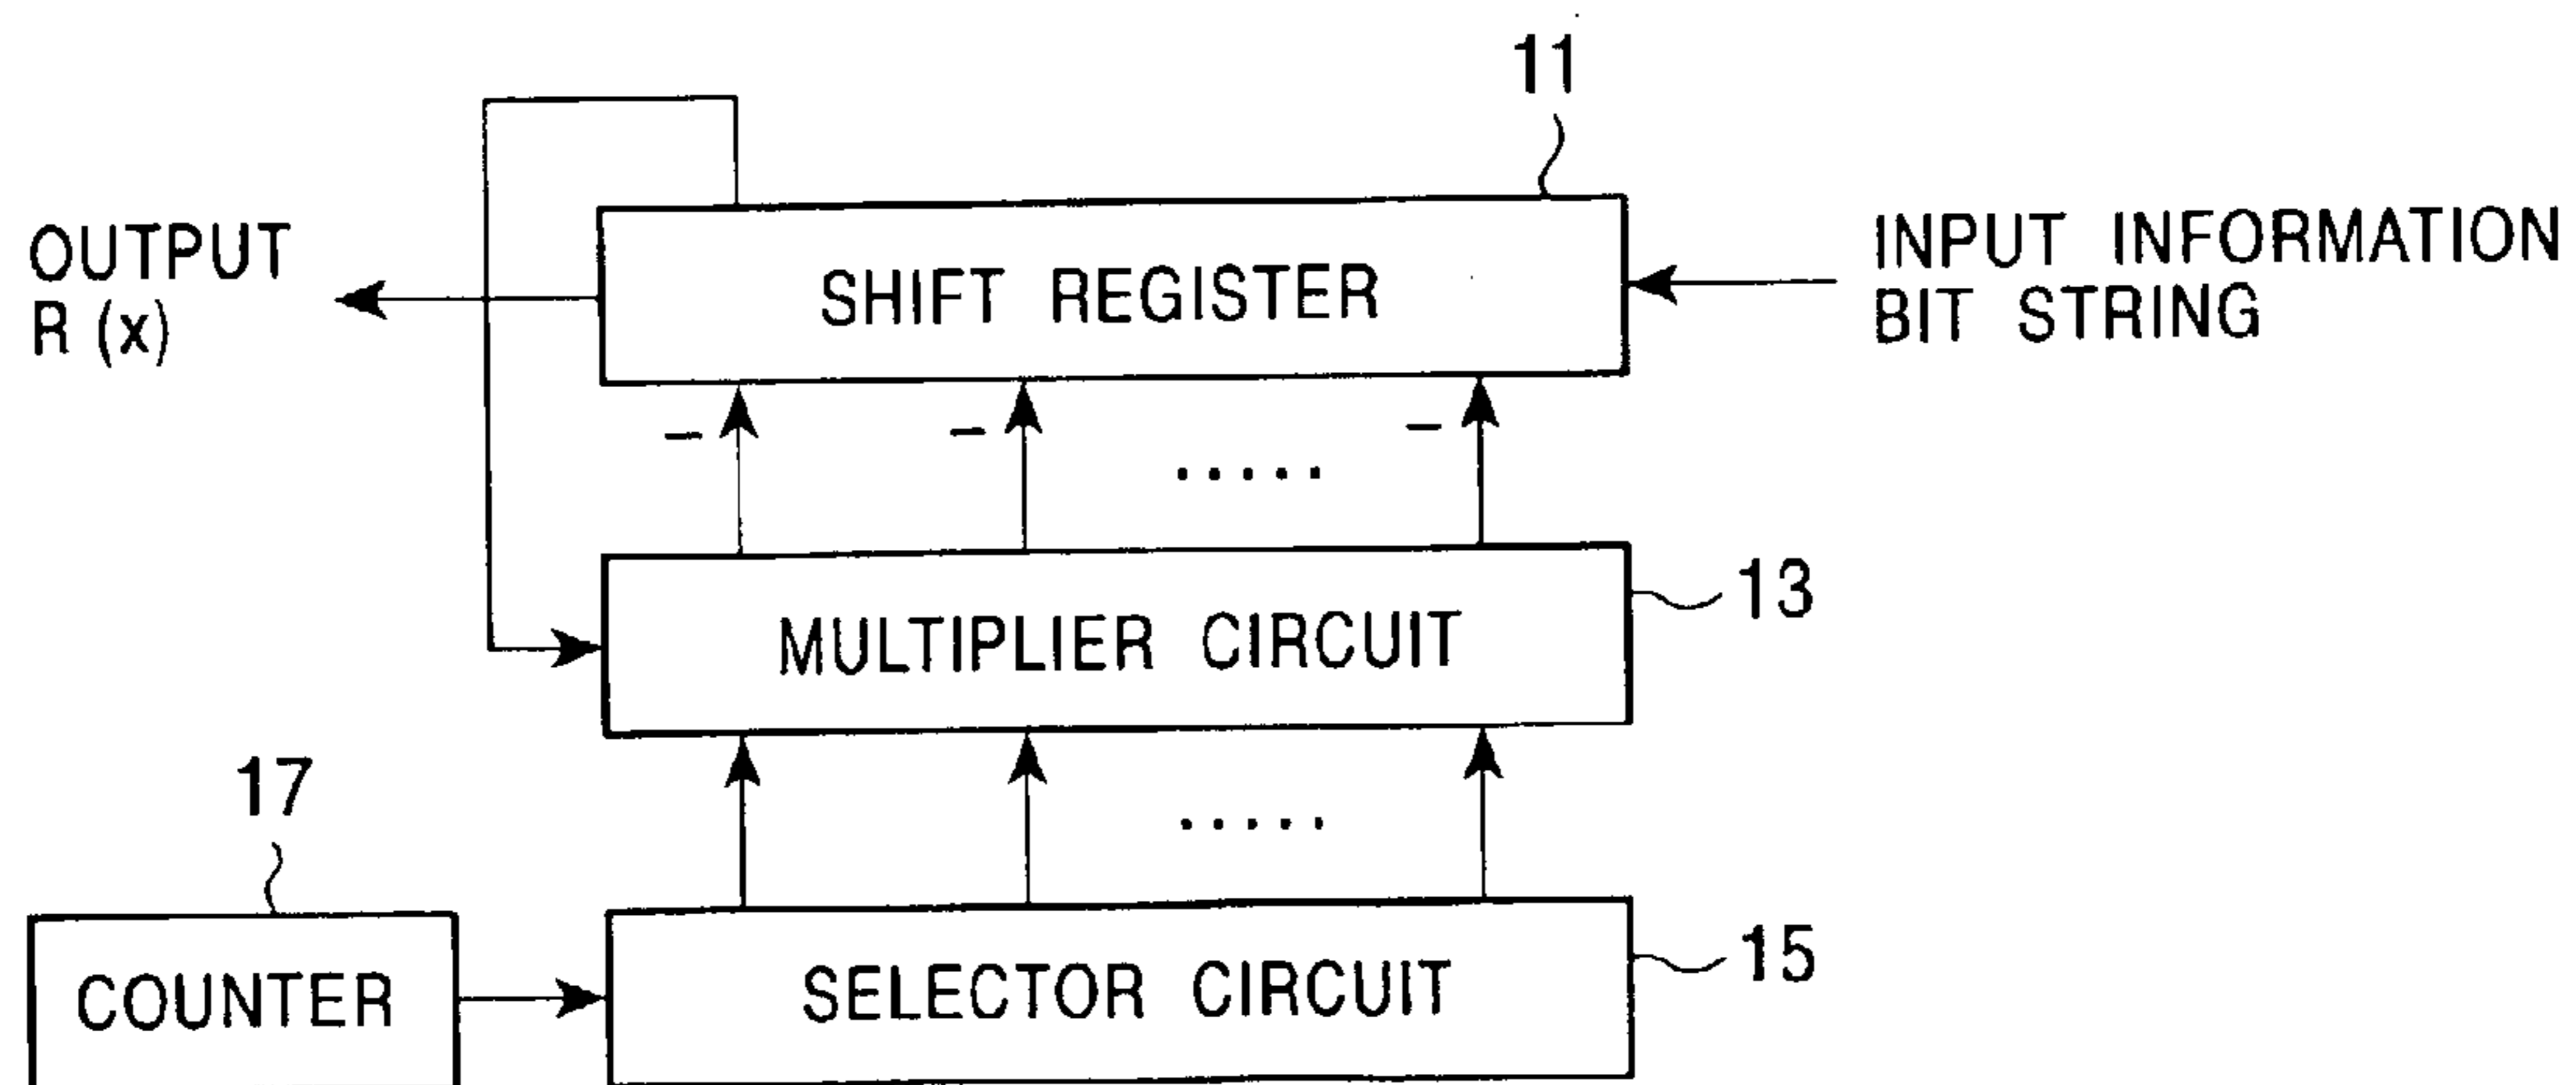 11
OUTPUT
R (x)
SHIFT REGISTER
INPUT INFORMATION
BIT STRING
– – –
.....
MULTIPLIER CIRCUIT
13
.....
17
COUNTER
SELECTOR CIRCUIT
15